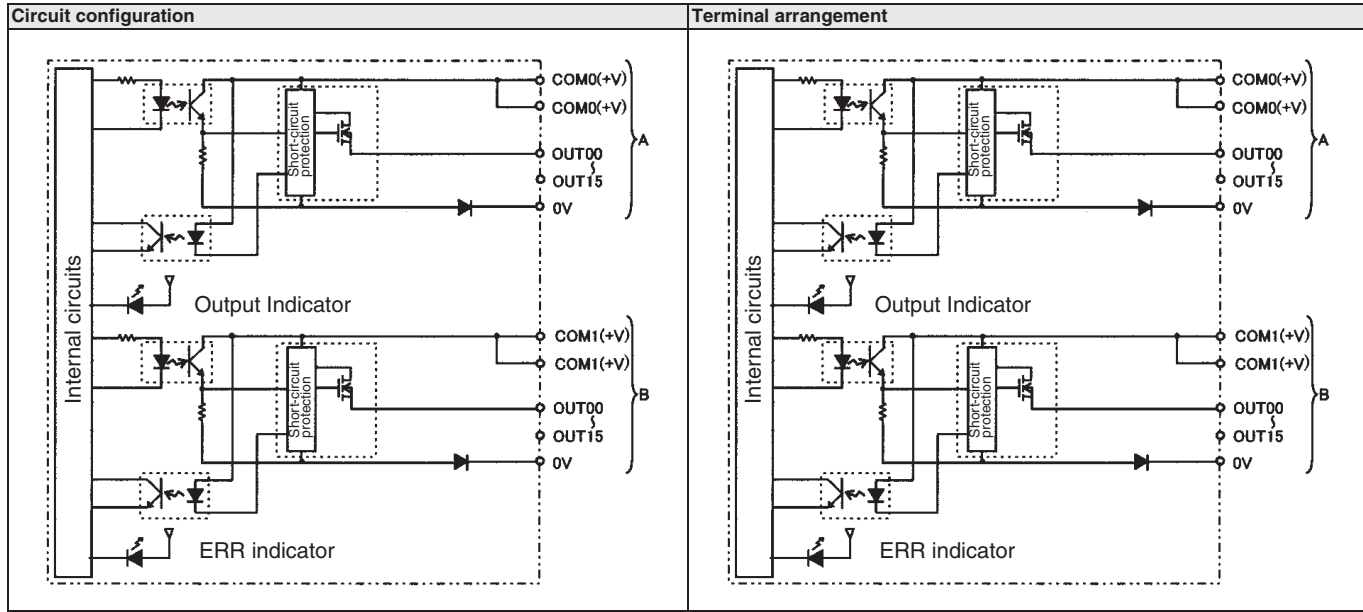 Circuit configuration
Terminal arrangement
COM0(+V)
COM0(+V)
Short-circuit
protection
A
OUT00
OUT15
0V
Internal circuits
Output Indicator
COM1(+V)
COM1(+V)
Short-circuit
protection
B
OUT00
OUT15
0V
ERR indicator
COM0(+V)
COM0(+V)
Short-circuit
protection
A
OUT00
OUT15
0V
Internal circuits
Output Indicator
COM1(+V)
COM1(+V)
Short-circuit
protection
B
OUT00
OUT15
0V
ERR indicator